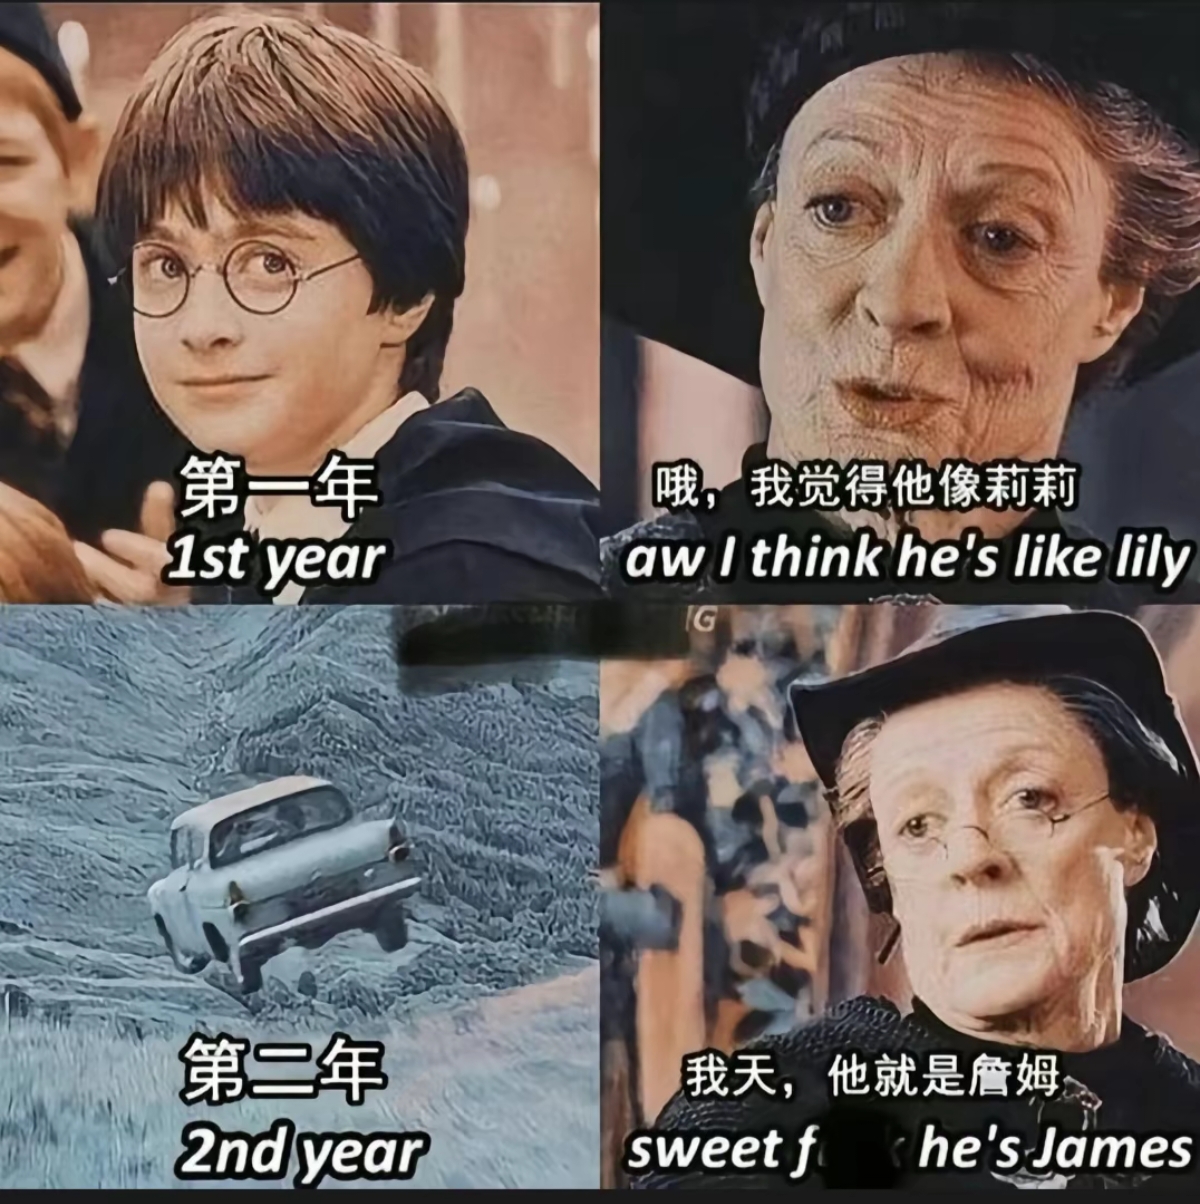 第一年
1st year
哦，我觉得他像莉莉
aw I think he's like lily
IG
第二年
2nd year
我天，他就是詹姆
sweet f k he's James